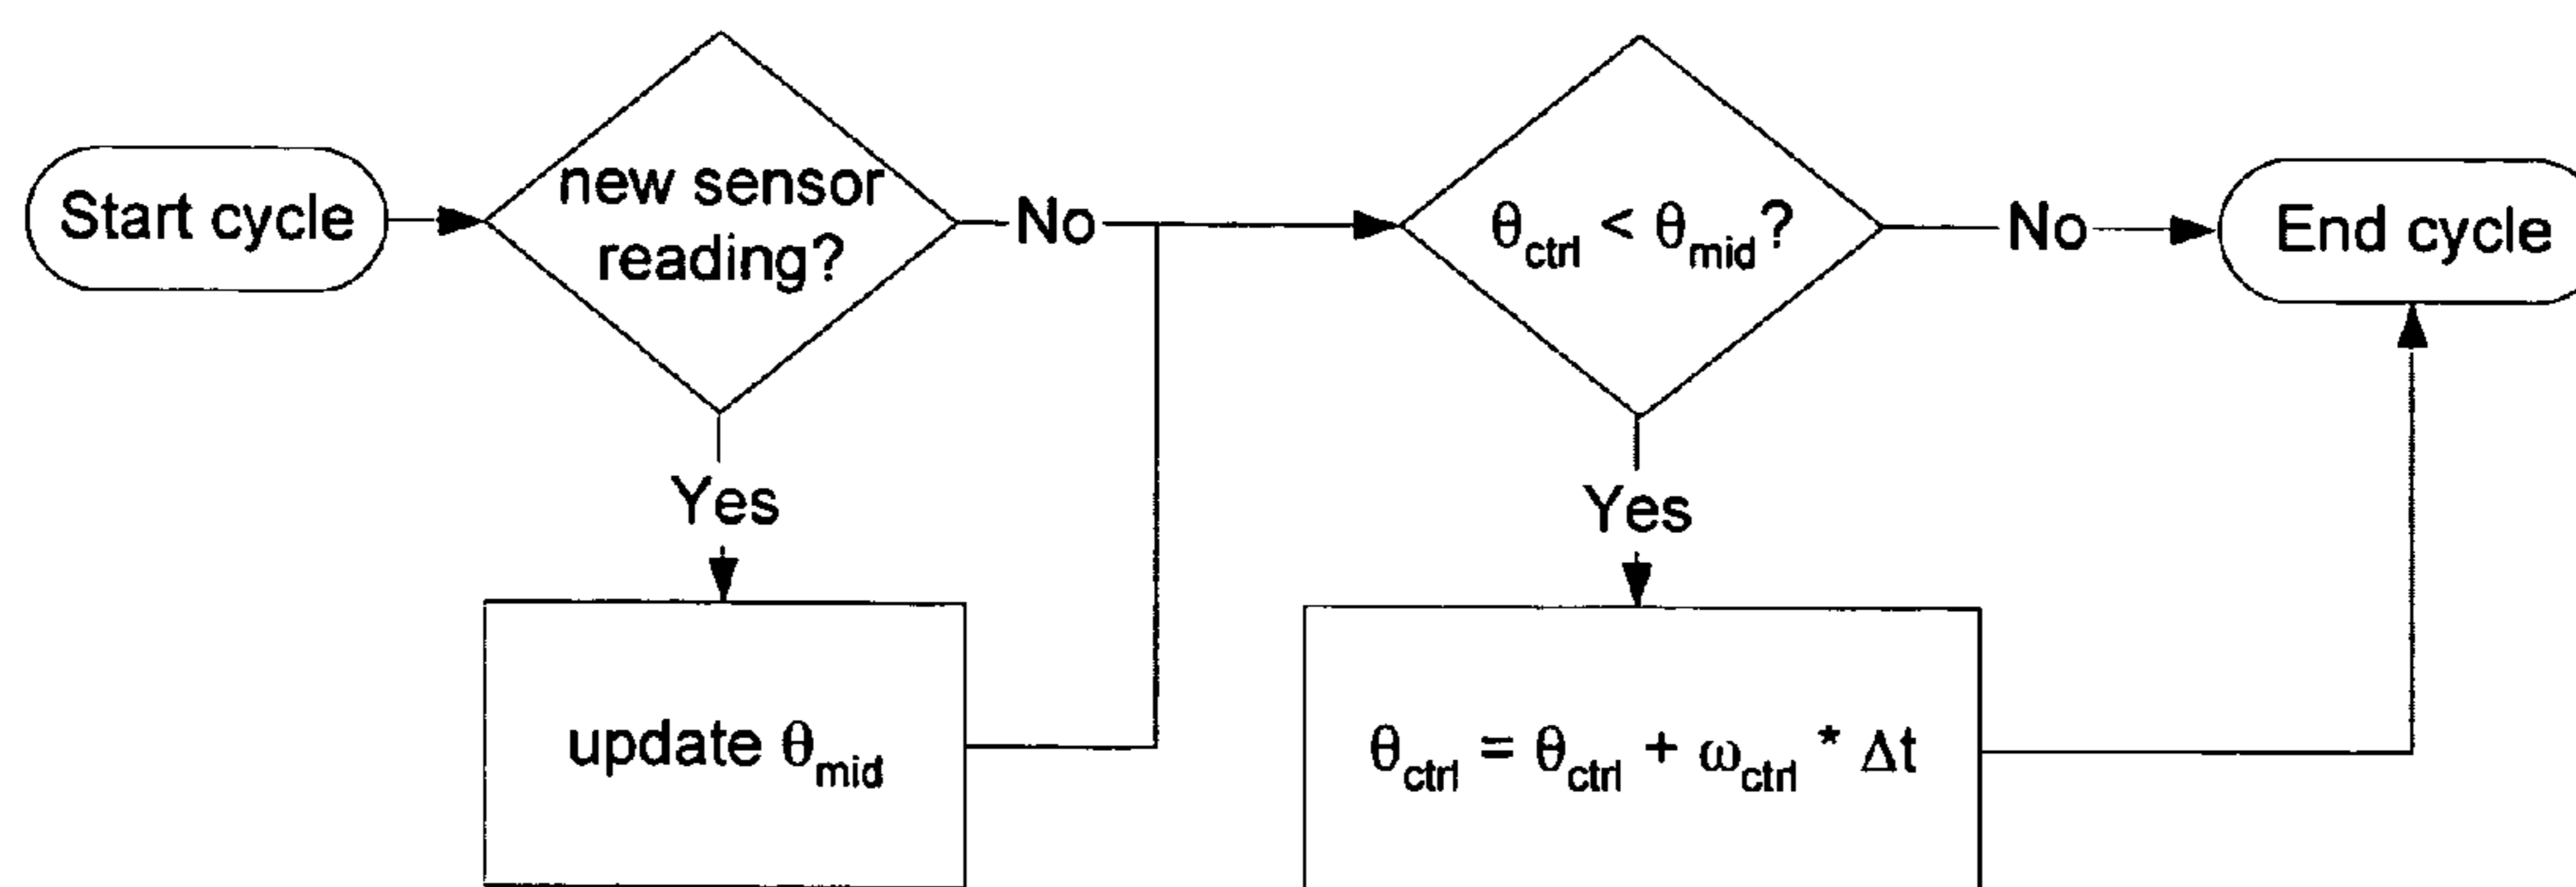 Start cycle
new sensor
reading?
No
θctrl < θmid?
No
End cycle
Yes
Yes
update θmid
θctrl = θctrl + ωctrl * Δt